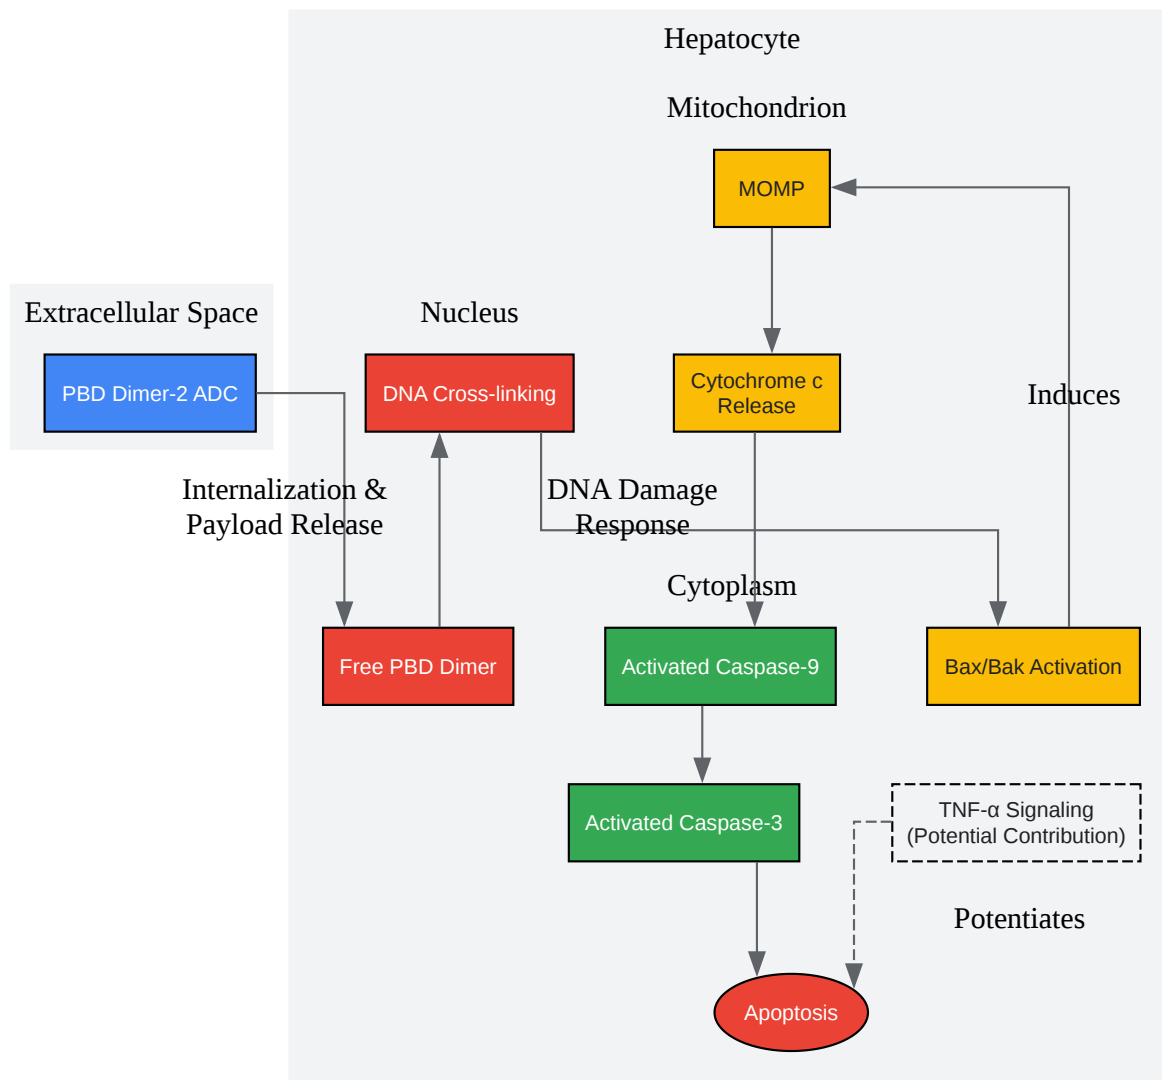 Hepatocyte
Mitochondrion
MOMP
Extracellular Space
Nucleus
PBD Dimer-2 ADC
DNA Cross-linking
Cytochrome c
Release
Induces
Internalization &
Payload Release
DNA Damage
Response
Cytoplasm
Free PBD Dimer
Activated Caspase-9
Bax/Bak Activation
Activated Caspase-3
TNF-α Signaling
(Potential Contribution)
Potentiates
Apoptosis